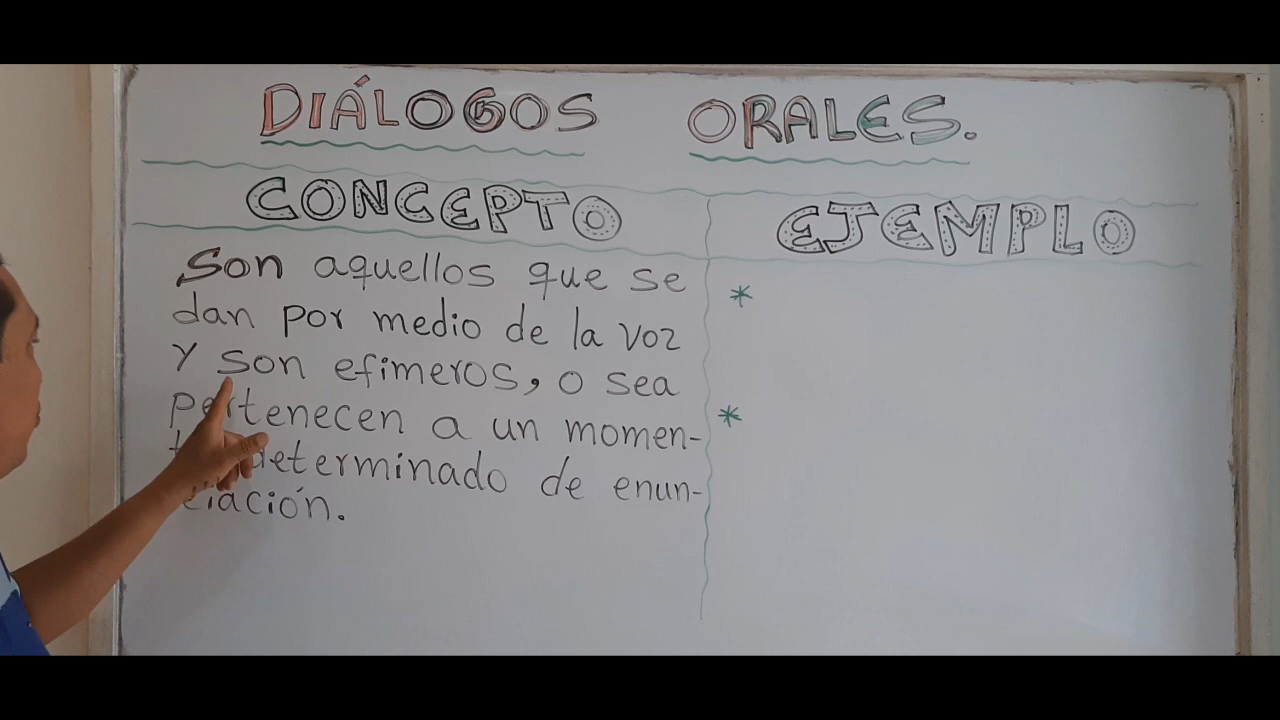 DIÁLOGOS ORALES.
CONCEPTO
Son aquellos que se
dan por medio de la voz
Y son efímeros, o sea
pertenecen a un momen-
determinado de enun-
ciación.
EJEMPLO
*
*